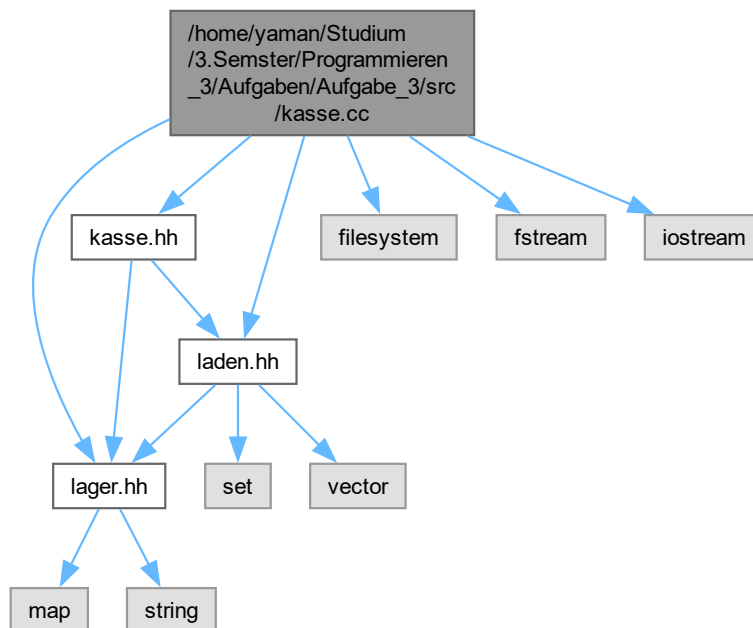 /home/yaman/Studium
/3.Semster/Programmieren
_3/Aufgaben/Aufgabe_3/src
/kasse.cc
kasse.hh
filesystem
fstream
iostream
laden.hh
lager.hh
set
vector
map
string